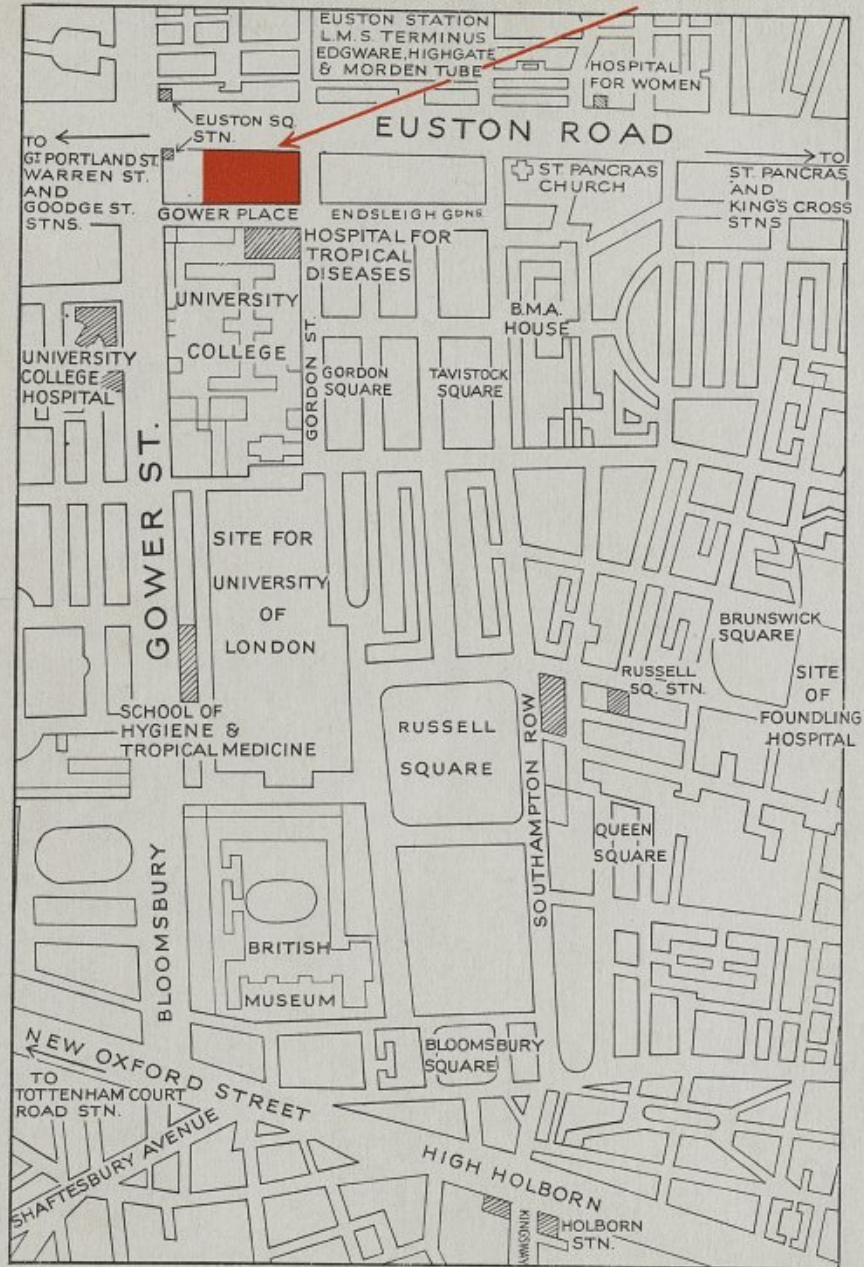 EUSTON STATION
L.M.S. TERMINUS
EDGWARE, HIGHGATE
& MORDEN TUBE
HOSPITAL
FOR WOMEN
EUSTON SQ.
STN.
EUSTON ROAD
TO
GT PORTLAND ST.
WARREN ST.
AND
GOODGE ST.
STNS.
ST. PANCRAS
CHURCH
TO
ST. PANCRAS
AND
KING'S CROSS
STNS
GOWER PLACE
ENDSLEIGH GDNS.
HOSPITAL FOR
TROPICAL
DISEASES
UNIVERSITY
COLLEGE
B.M.A.
HOUSE
UNIVERSITY
COLLEGE
HOSPITAL
GORDON ST.
GORDON
SQUARE
TAVISTOCK
SQUARE
GOWER ST.
SITE FOR
UNIVERSITY
OF
LONDON
BRUNSWICK
SQUARE
RUSSELL
SQ. STN.
SITE
OF
FOUNDLING
HOSPITAL
SCHOOL OF
HYGIENE &
TROPICAL MEDICINE
RUSSELL
SQUARE
SOUTHAMPTON ROW
QUEEN
SQUARE
BLOOMSBURY
BRITISH
MUSEUM
BLOOMSBURY
SQUARE
NEW OXFORD STREET
TO
TOTTENHAM COURT
ROAD STN.
SHAFTESBURY AVENUE
HIGH HOLBORN
KINGSWAY
HOLBORN
STN.